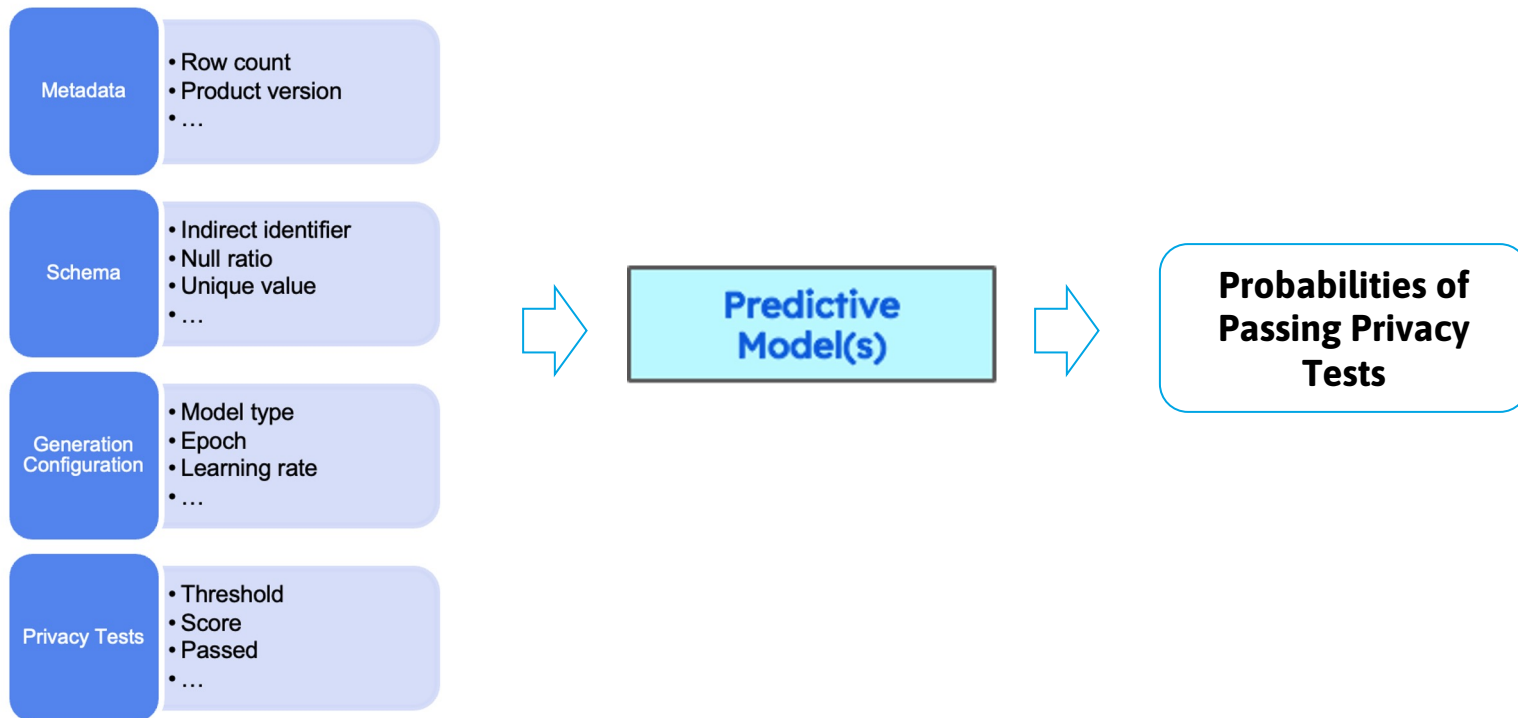 Metadata
• Row count
• Product version
• …
Schema
• Indirect identifier
• Null ratio
• Unique value
• …
Generation
Configuration
• Model type
• Epoch
• Learning rate
• …
Privacy Tests
• Threshold
• Score
• Passed
• …
Predictive
Model(s)
Probabilities of
Passing Privacy
Tests